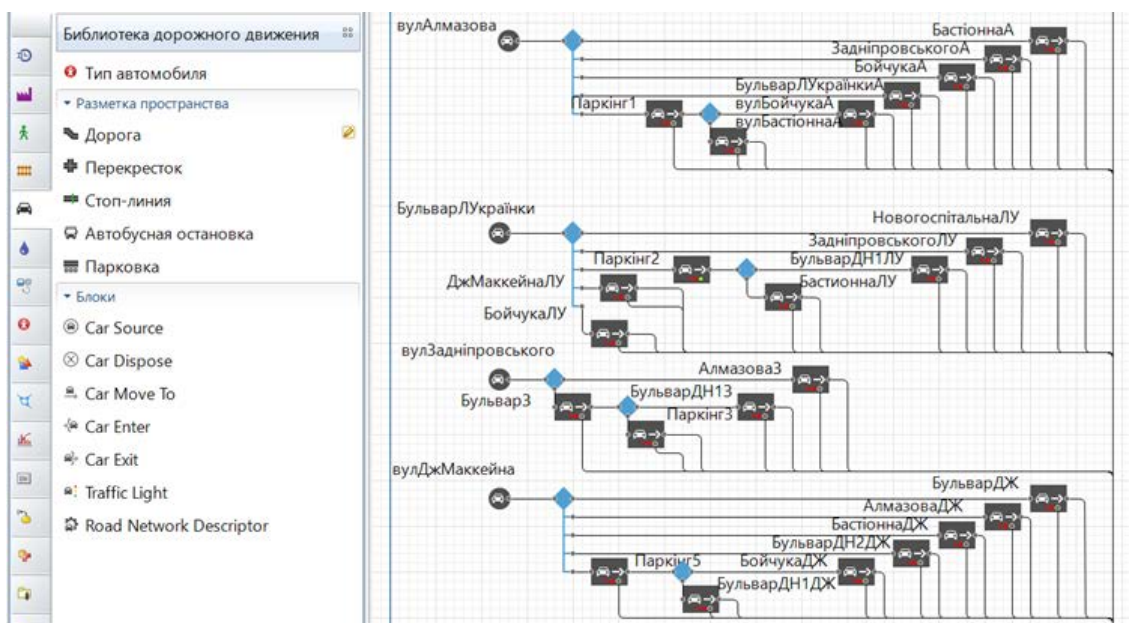 Библиотека дорожного движения
Тип автомобиля
Разметка пространства
Дорога
Перекресток
Стоп-линия
Автобусная остановка
Парковка
Блоки
Car Source
Car Dispose
Car Move To
Car Enter
Car Exit
Traffic Light
Road Network Descriptor
вулАлмазова
БастіоннаА
ЗадніпровськогоА
БойчукаА
БульварЛУкраїнкиА
Паркінг1
вулБойчукаА
вулБастіоннаА
БульварЛУкраїнки
НовогоспітальнаЛУ
ЗадніпровськогоЛУ
Паркінг2
БульварДН1ЛУ
ДжМаккейнаЛУ
БастионнаЛУ
БойчукаЛУ
вулЗадніпровського
АлмазоваЗ
БульварЗ
БульварДН1З
Паркінг3
вулДжМаккейна
БульварДЖ
АлмазоваДЖ
БастіоннаДЖ
БульварДН2ДЖ
Паркінг5
БойчукаДЖ
БульварДН1ДЖ